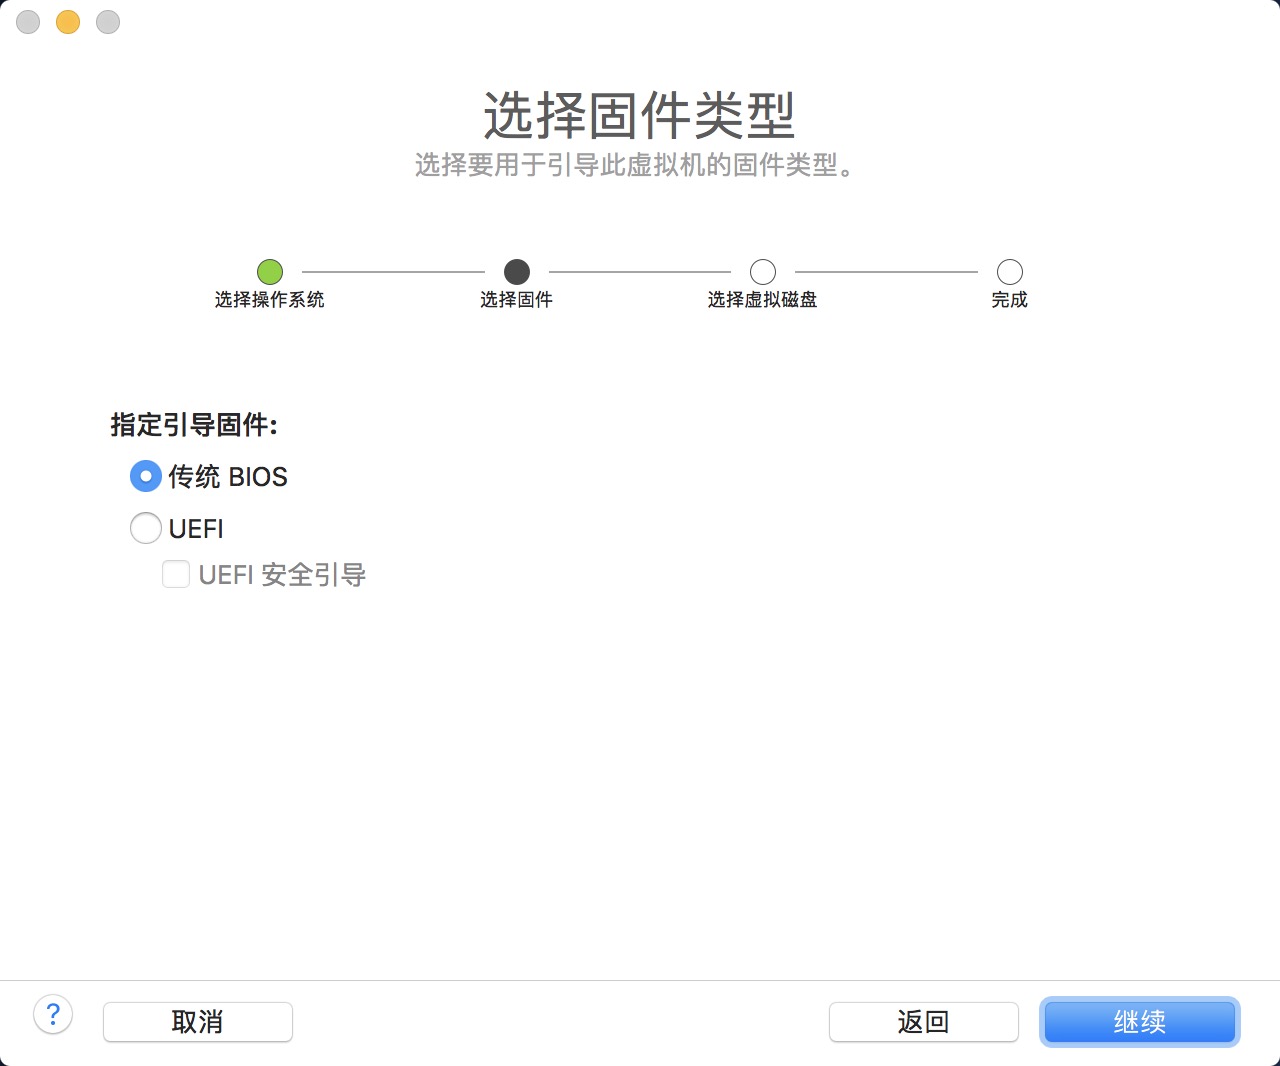 选择固件类型
选择要用于引导此虚拟机的固件类型。
选择操作系统
选择固件
选择虚拟磁盘
完成
指定引导固件:
传统 BIOS
UEFI
UEFI 安全引导
?
取消
返回
继续